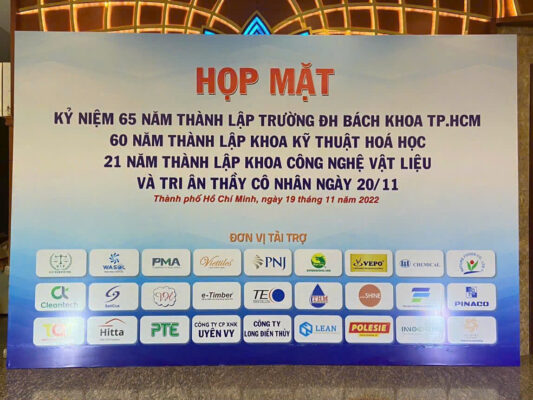 HỌP MẶT
KỶ NIỆM 65 NĂM THÀNH LẬP TRƯỜNG ĐH BÁCH KHOA TP.HCM
60 NĂM THÀNH LẬP KHOA KỸ THUẬT HOÁ HỌC
21 NĂM THÀNH LẬP KHOA CÔNG NGHỆ VẬT LIỆU
VÀ TRI ÂN THẦY CÔ NHÂN NGÀY 20/11
Thành phố Hồ Chí Minh, ngày 19 tháng 11 năm 2022
ĐƠN VỊ TÀI TRỢ
WASOL PMA Viettiles PNJ VEPO CHEMICAL
Cleantech e-Timber SHINE PINACO
Hitta PTE CÔNG TY CP XNK CÔNG TY LEAN POLESIE
UYÊN VY LONG ĐIỀN THỦY